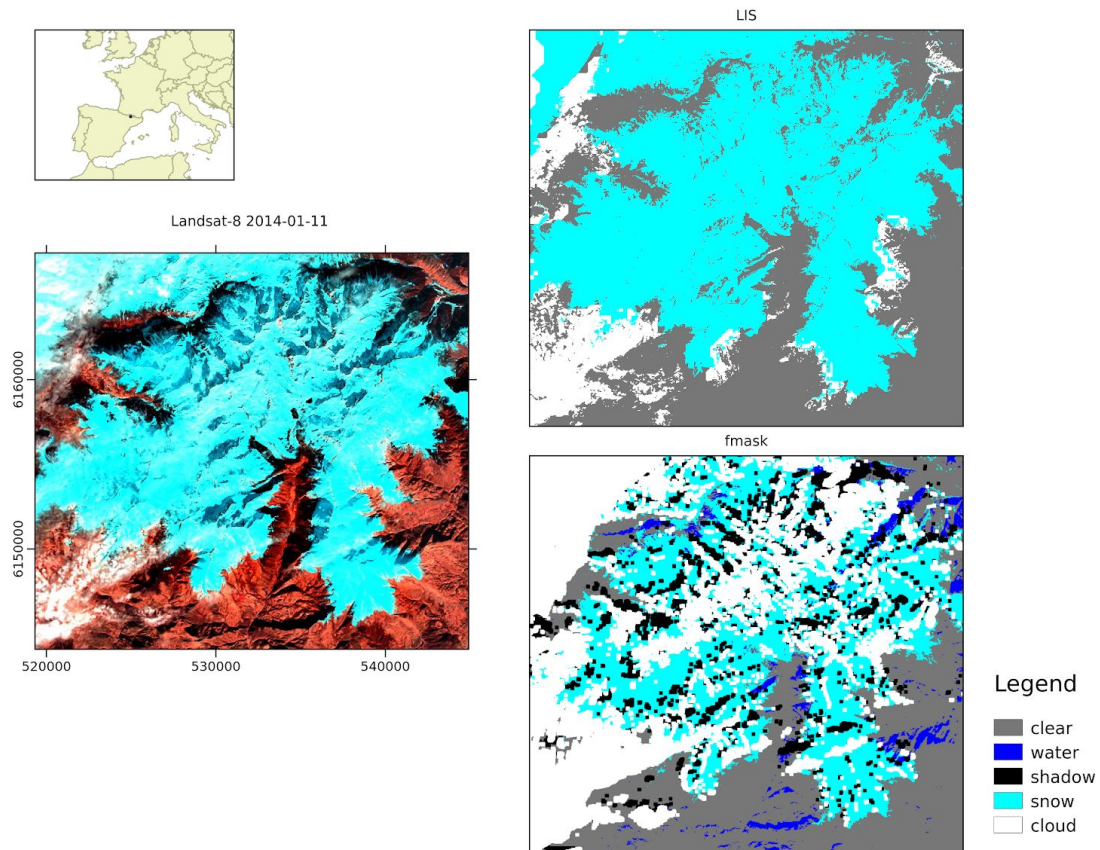 LIS
Landsat-8 2014-01-11
6160000
6150000
520000
530000
540000
fmask
Legend
clear
water
shadow
snow
cloud